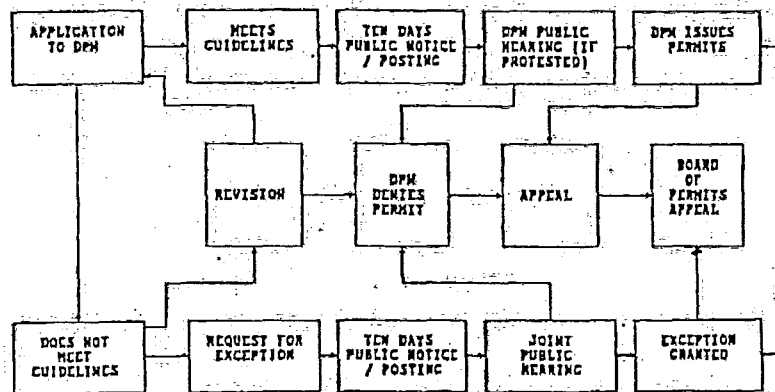 APPLICATION
TO DPW
MEETS
GUIDELINES
TEN DAYS
PUBLIC NOTICE
/ POSTING
DPW PUBLIC
HEARING (IF
PROTESTED)
DPW ISSUES
PERMITS
REVISION
DPW
DENIES
PERMIT
APPEAL
BOARD
OF
PERMITS
APPEAL
DOES NOT
MEET
GUIDELINES
REQUEST FOR
EXCEPTION
TEN DAYS
PUBLIC NOTICE
/ POSTING
JOINT
PUBLIC
HEARING
EXCEPTION
GRANTED